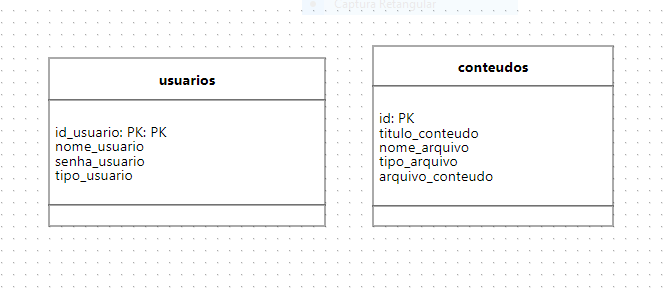 Captura Retangular
usuarios
id_usuario: PK: PK
nome_usuario
senha_usuario
tipo_usuario
conteudos
id: PK
titulo_conteudo
nome_arquivo
tipo_arquivo
arquivo_conteudo